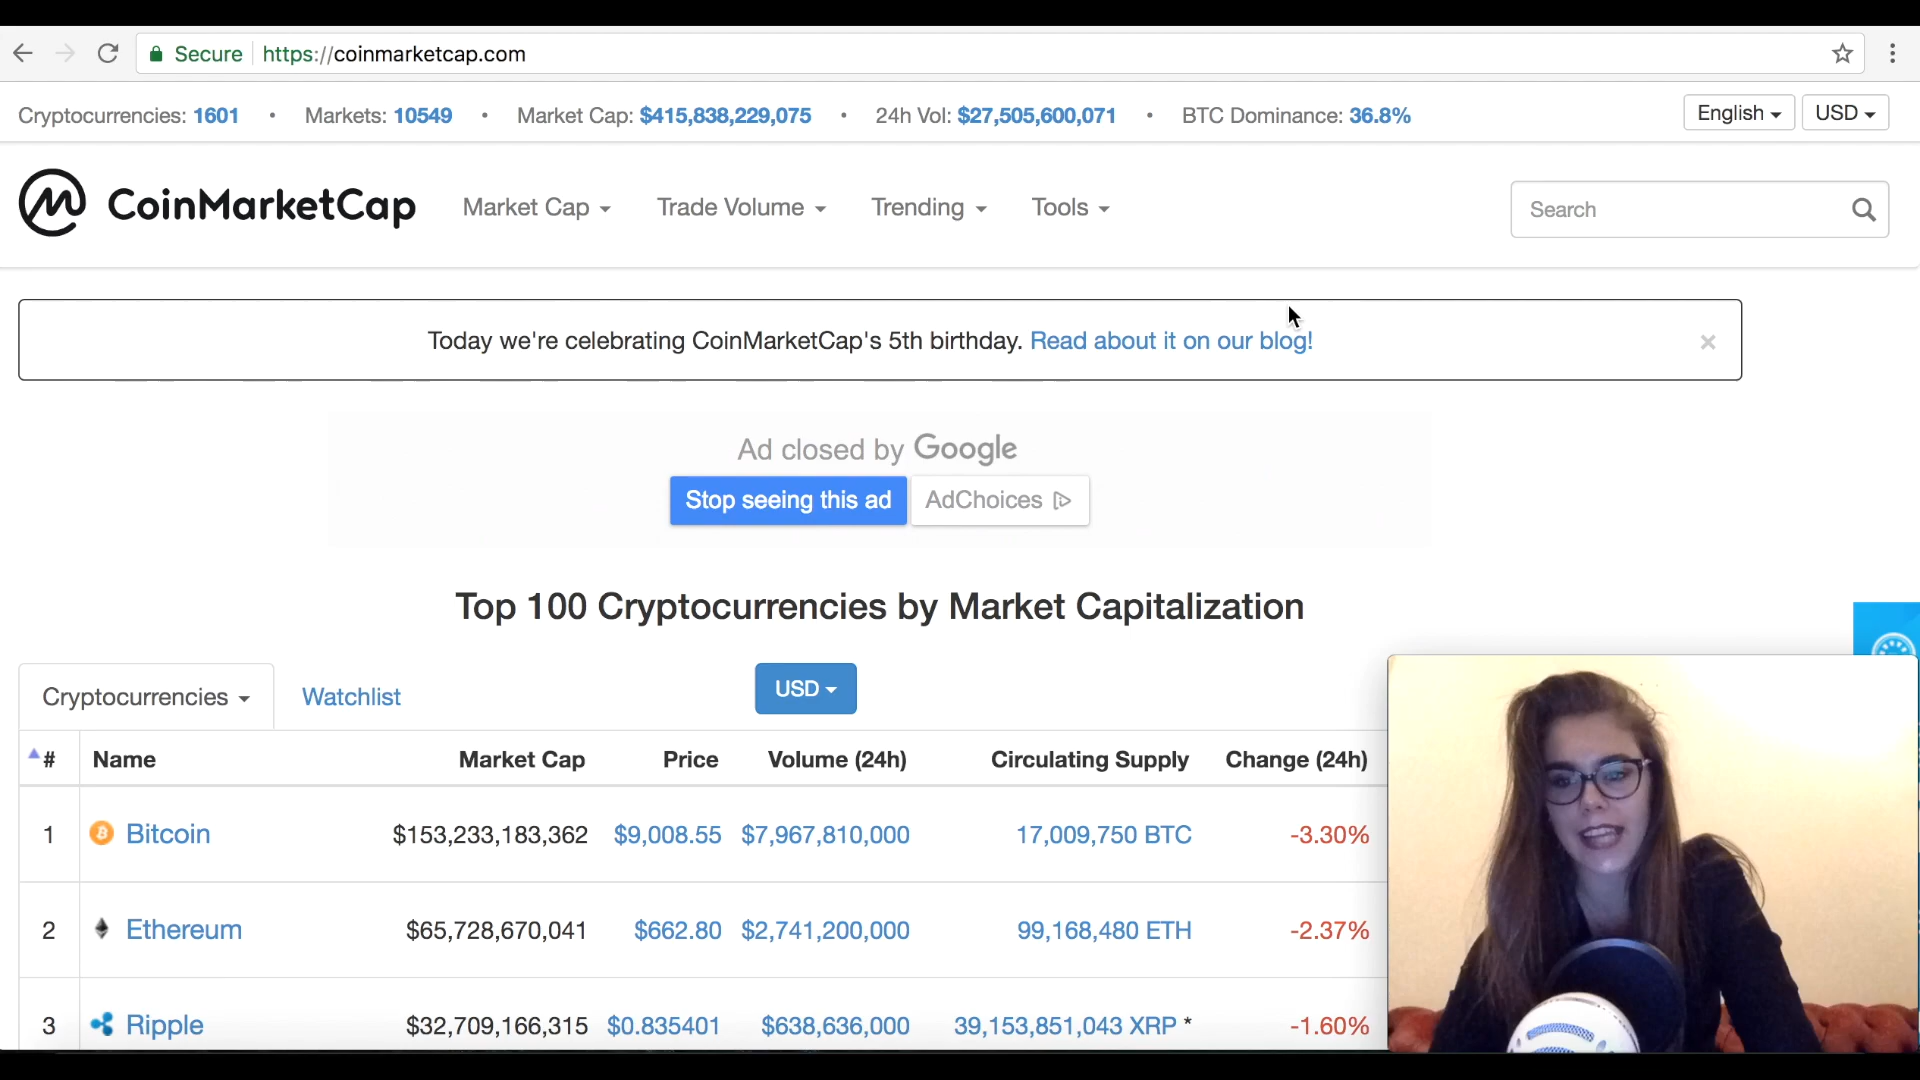 Secure https://coinmarketcap.com
Cryptocurrencies: 1601 • Markets: 10549 • Market Cap: $415,838,229,075 • 24h Vol: $27,505,600,071 • BTC Dominance: 36.8% English USD
CoinMarketCap Market Cap Trade Volume Trending Tools Search
Today we're celebrating CoinMarketCap's 5th birthday. Read about it on our blog! ×
Ad closed by Google
Stop seeing this ad AdChoices
Top 100 Cryptocurrencies by Market Capitalization
Cryptocurrencies Watchlist USD
# Name Market Cap Price Volume (24h) Circulating Supply Change (24h)
1 Bitcoin $153,233,183,362 $9,008.55 $7,967,810,000 17,009,750 BTC -3.30%
2 Ethereum $65,728,670,041 $662.80 $2,741,200,000 99,168,480 ETH -2.37%
3 Ripple $32,709,166,315 $0.835401 $638,636,000 39,153,851,043 XRP * -1.60%